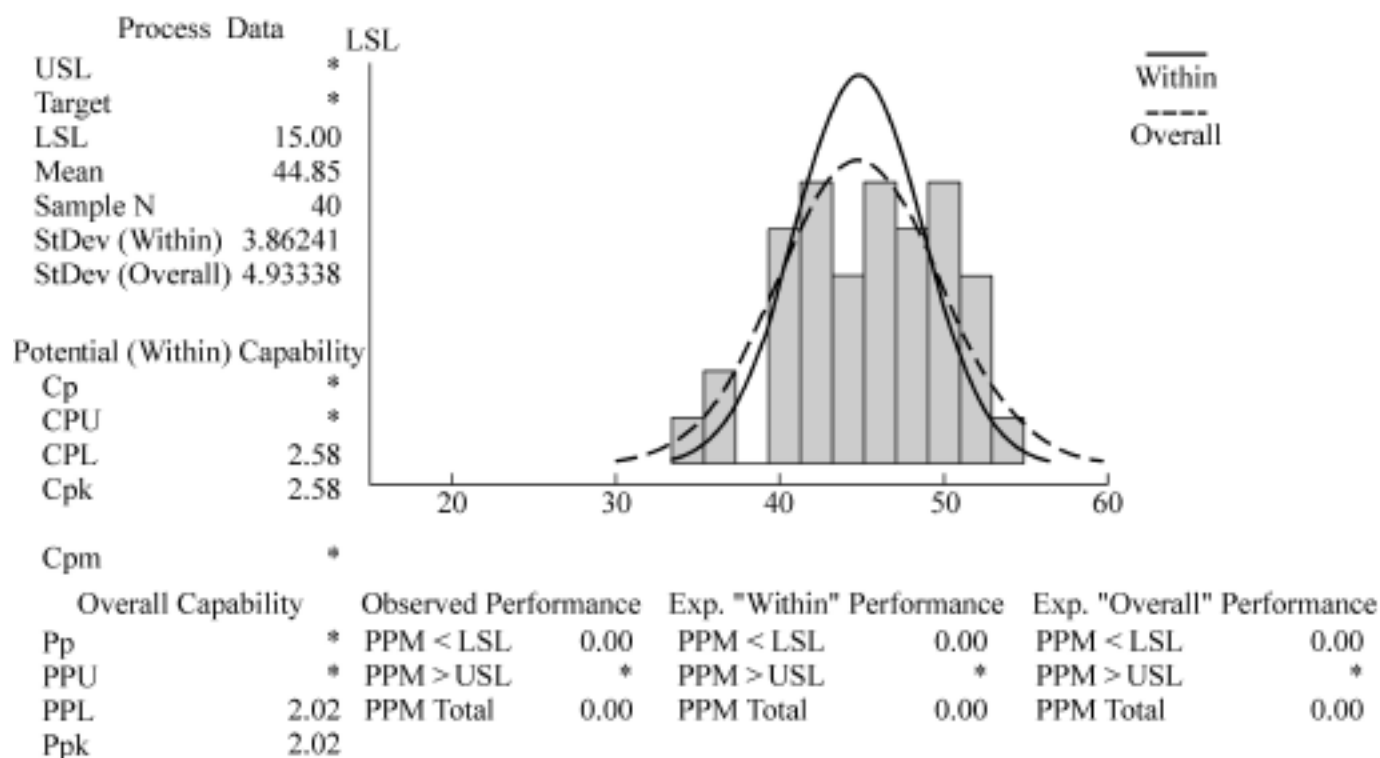 Process Data
USL *
Target *
LSL 15.00
Mean 44.85
Sample N 40
StDev (Within) 3.86241
StDev (Overall) 4.93338
Potential (Within) Capability
Cp *
CPU *
CPL 2.58
Cpk 2.58
Cpm *
LSL
Within
Overall
20 30 40 50 60
Overall Capability
Pp *
PPU *
PPL 2.02
Ppk 2.02
Observed Performance
PPM < LSL 0.00
PPM > USL *
PPM Total 0.00
Exp. "Within" Performance
PPM < LSL 0.00
PPM > USL *
PPM Total 0.00
Exp. "Overall" Performance
PPM < LSL 0.00
PPM > USL *
PPM Total 0.00